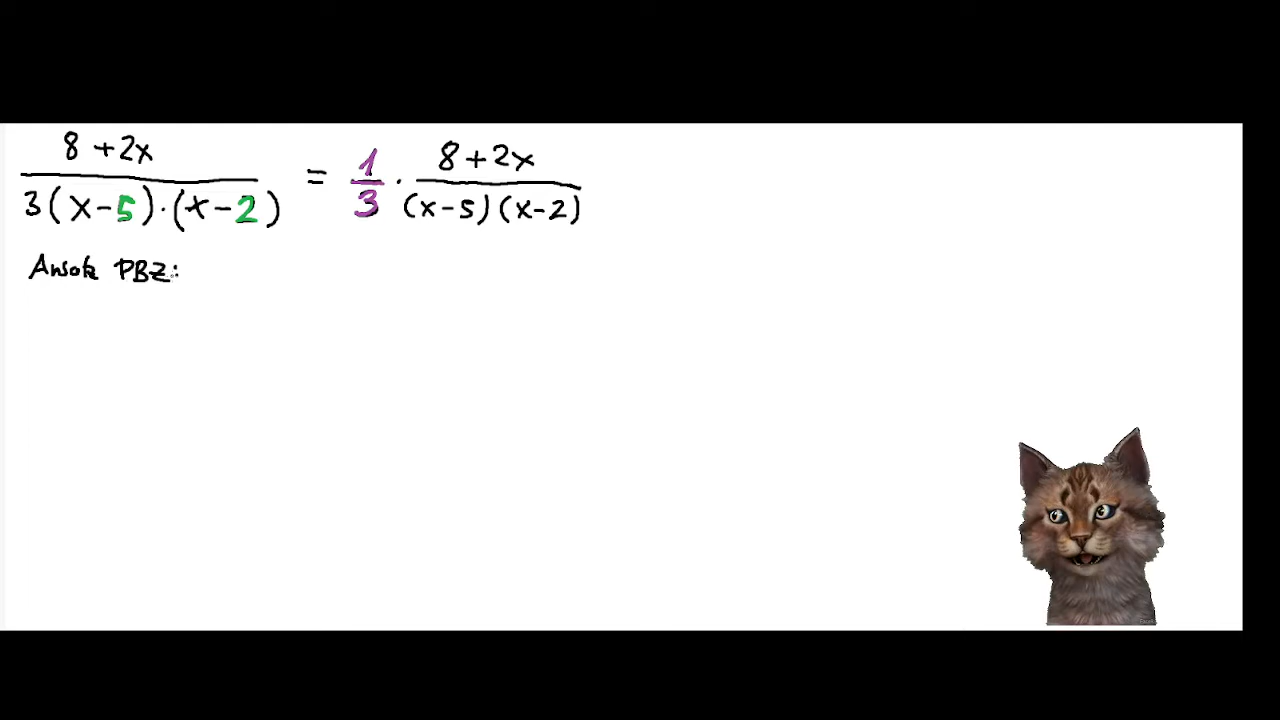 8 + 2x / 3(x-5)·(x-2) = 1/3 · 8+2x / (x-5)(x-2)
Ansatz PBZ: